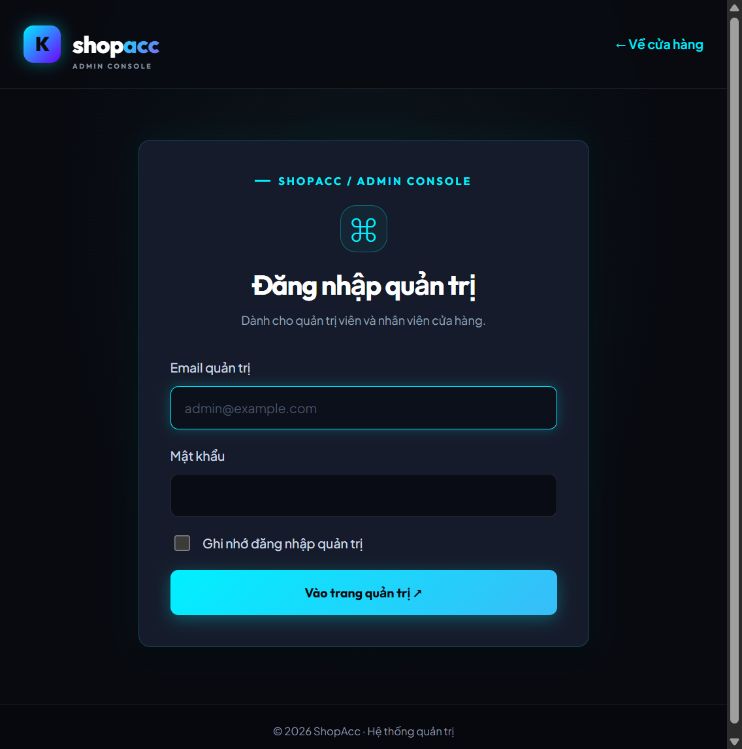 K
shopacc
ADMIN CONSOLE
← Về cửa hàng
SHOPACC / ADMIN CONSOLE
⌘
Đăng nhập quản trị
Dành cho quản trị viên và nhân viên cửa hàng.
Email quản trị
admin@example.com
Mật khẩu
Ghi nhớ đăng nhập quản trị
Vào trang quản trị ↗
© 2026 ShopAcc · Hệ thống quản trị